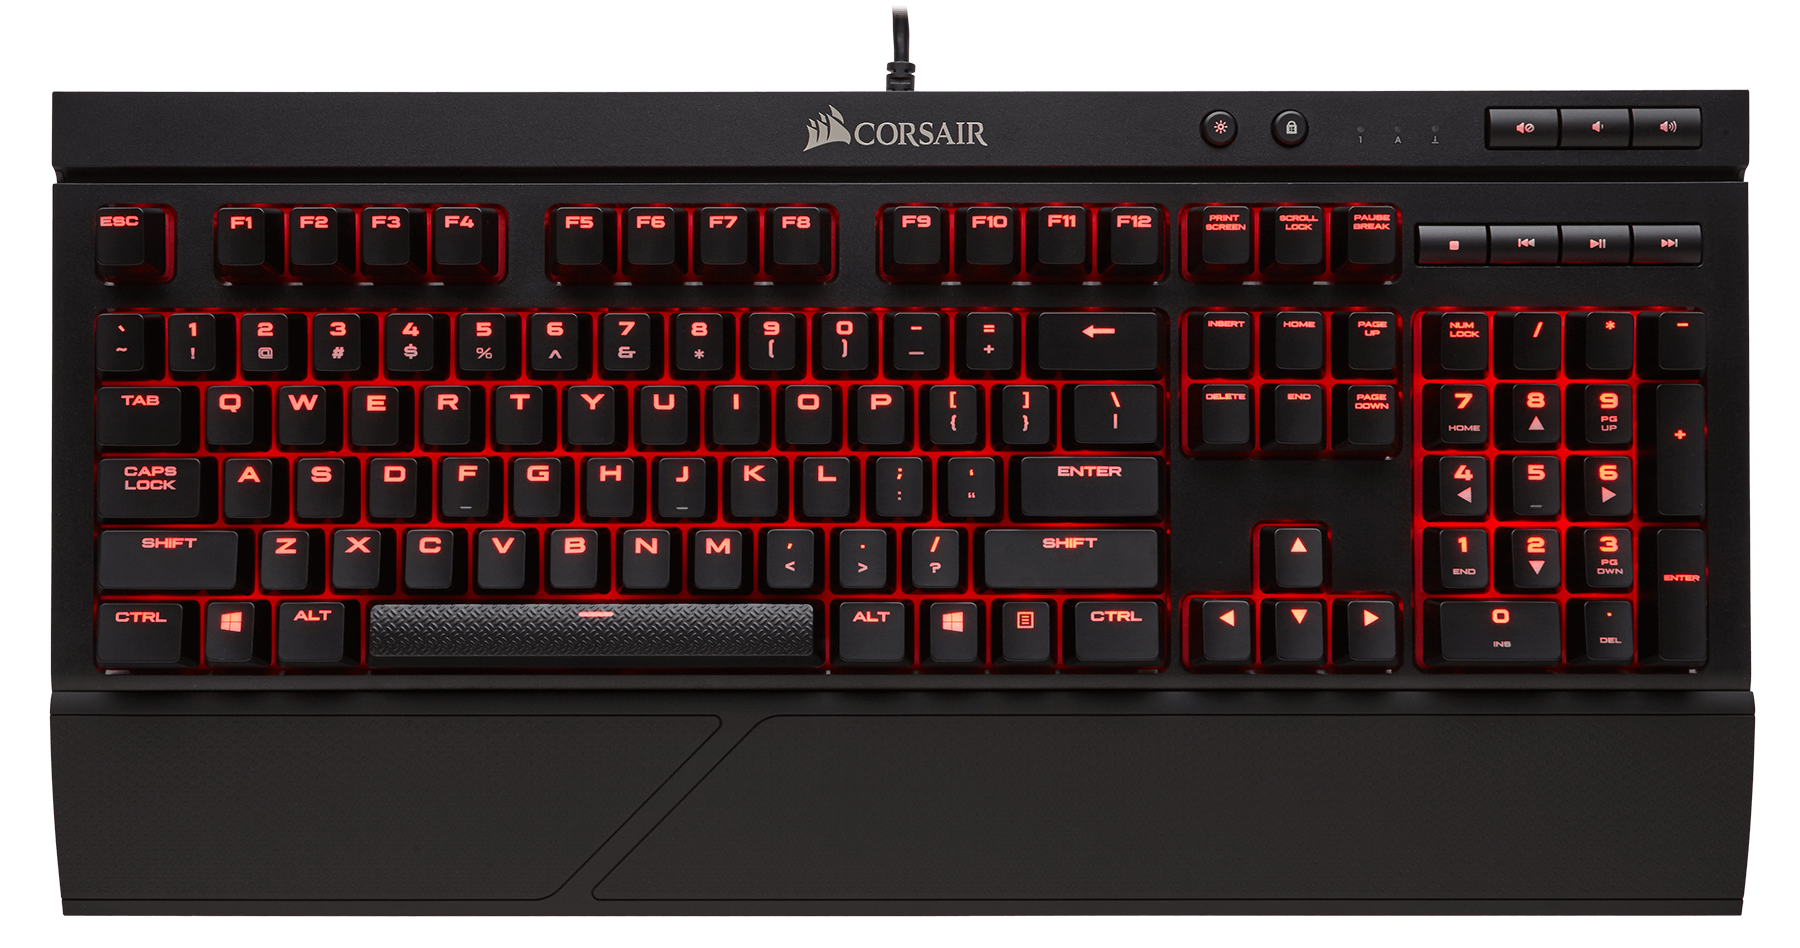 CORSAIR
1 A
ESC F1 F2 F3 F4 F5 F6 F7 F8 F9 F10 F11 F12 PRINT SCREEN SCROLL LOCK PAUSE BREAK
` 1 2 3 4 5 6 7 8 9 0 - = INSERT HOME PAGE UP NUM LOCK / * -
~ ! @ # $ % ^ & * ( ) _ +
TAB Q W E R T Y U I O P [ ] \ DELETE END PAGE DOWN 7 8 9
{ } | HOME PG UP +
CAPS LOCK A S D F G H J K L ; ' ENTER 4 5 6
: “
SHIFT Z X C V B N M , . / SHIFT 1 2 3
< > ? END PG DWN ENTER
CTRL ALT ALT CTRL 0 .
INS DEL